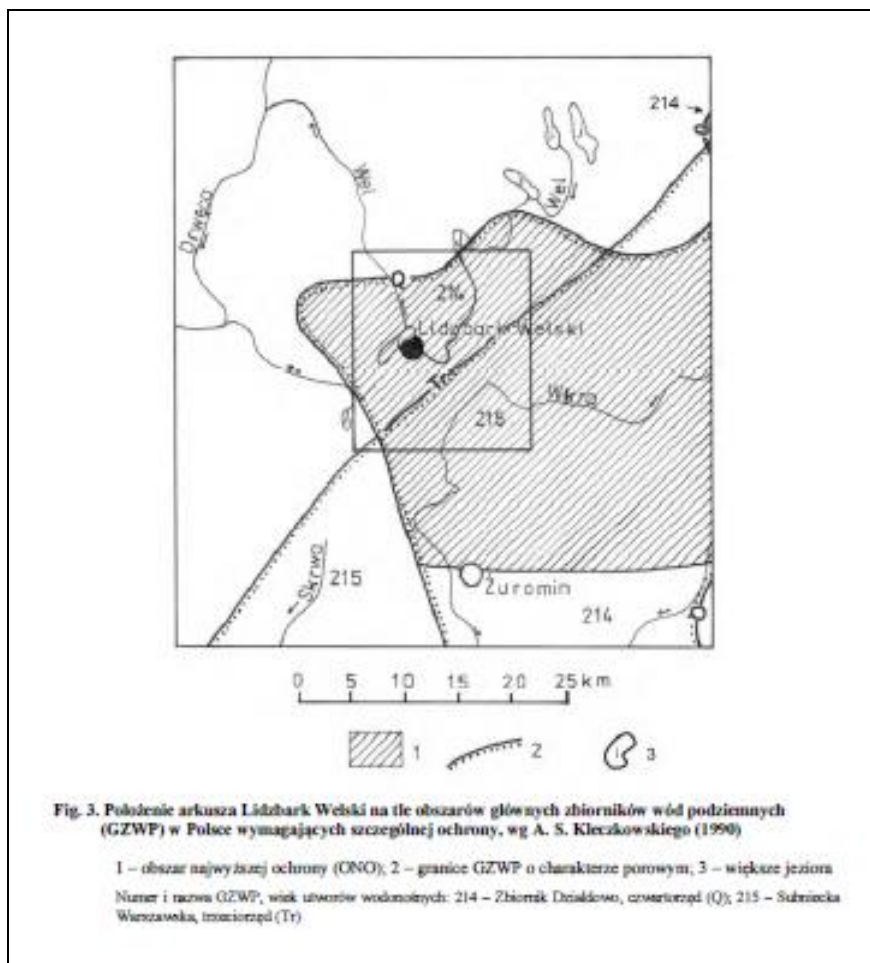 214
Wel
Wel
Drwęca
Q
214
Lidzbark Welski
Tr
Wkra
215
Skrwa
215
Żuromin
214
Q
0 5 10 15 20 25 km
1 2 3
Fig. 3. Położenie arkusza Lidzbark Welski na tle obszarów głównych zbiorników wód podziemnych
(GZWP) w Polsce wymagających szczególnej ochrony, wg A. S. Kleczkowskiego (1990)
1 – obszar najwyższej ochrony (ONO); 2 – granice GZWP o charakterze porowym; 3 – większe jeziora
Numer i nazwa GZWP, wiek utworów wodonośnych: 214 – Zbiornik Działdowo, czwartorzęd (Q); 215 – Subniecka
Warszawska, trzeciorzęd (Tr)